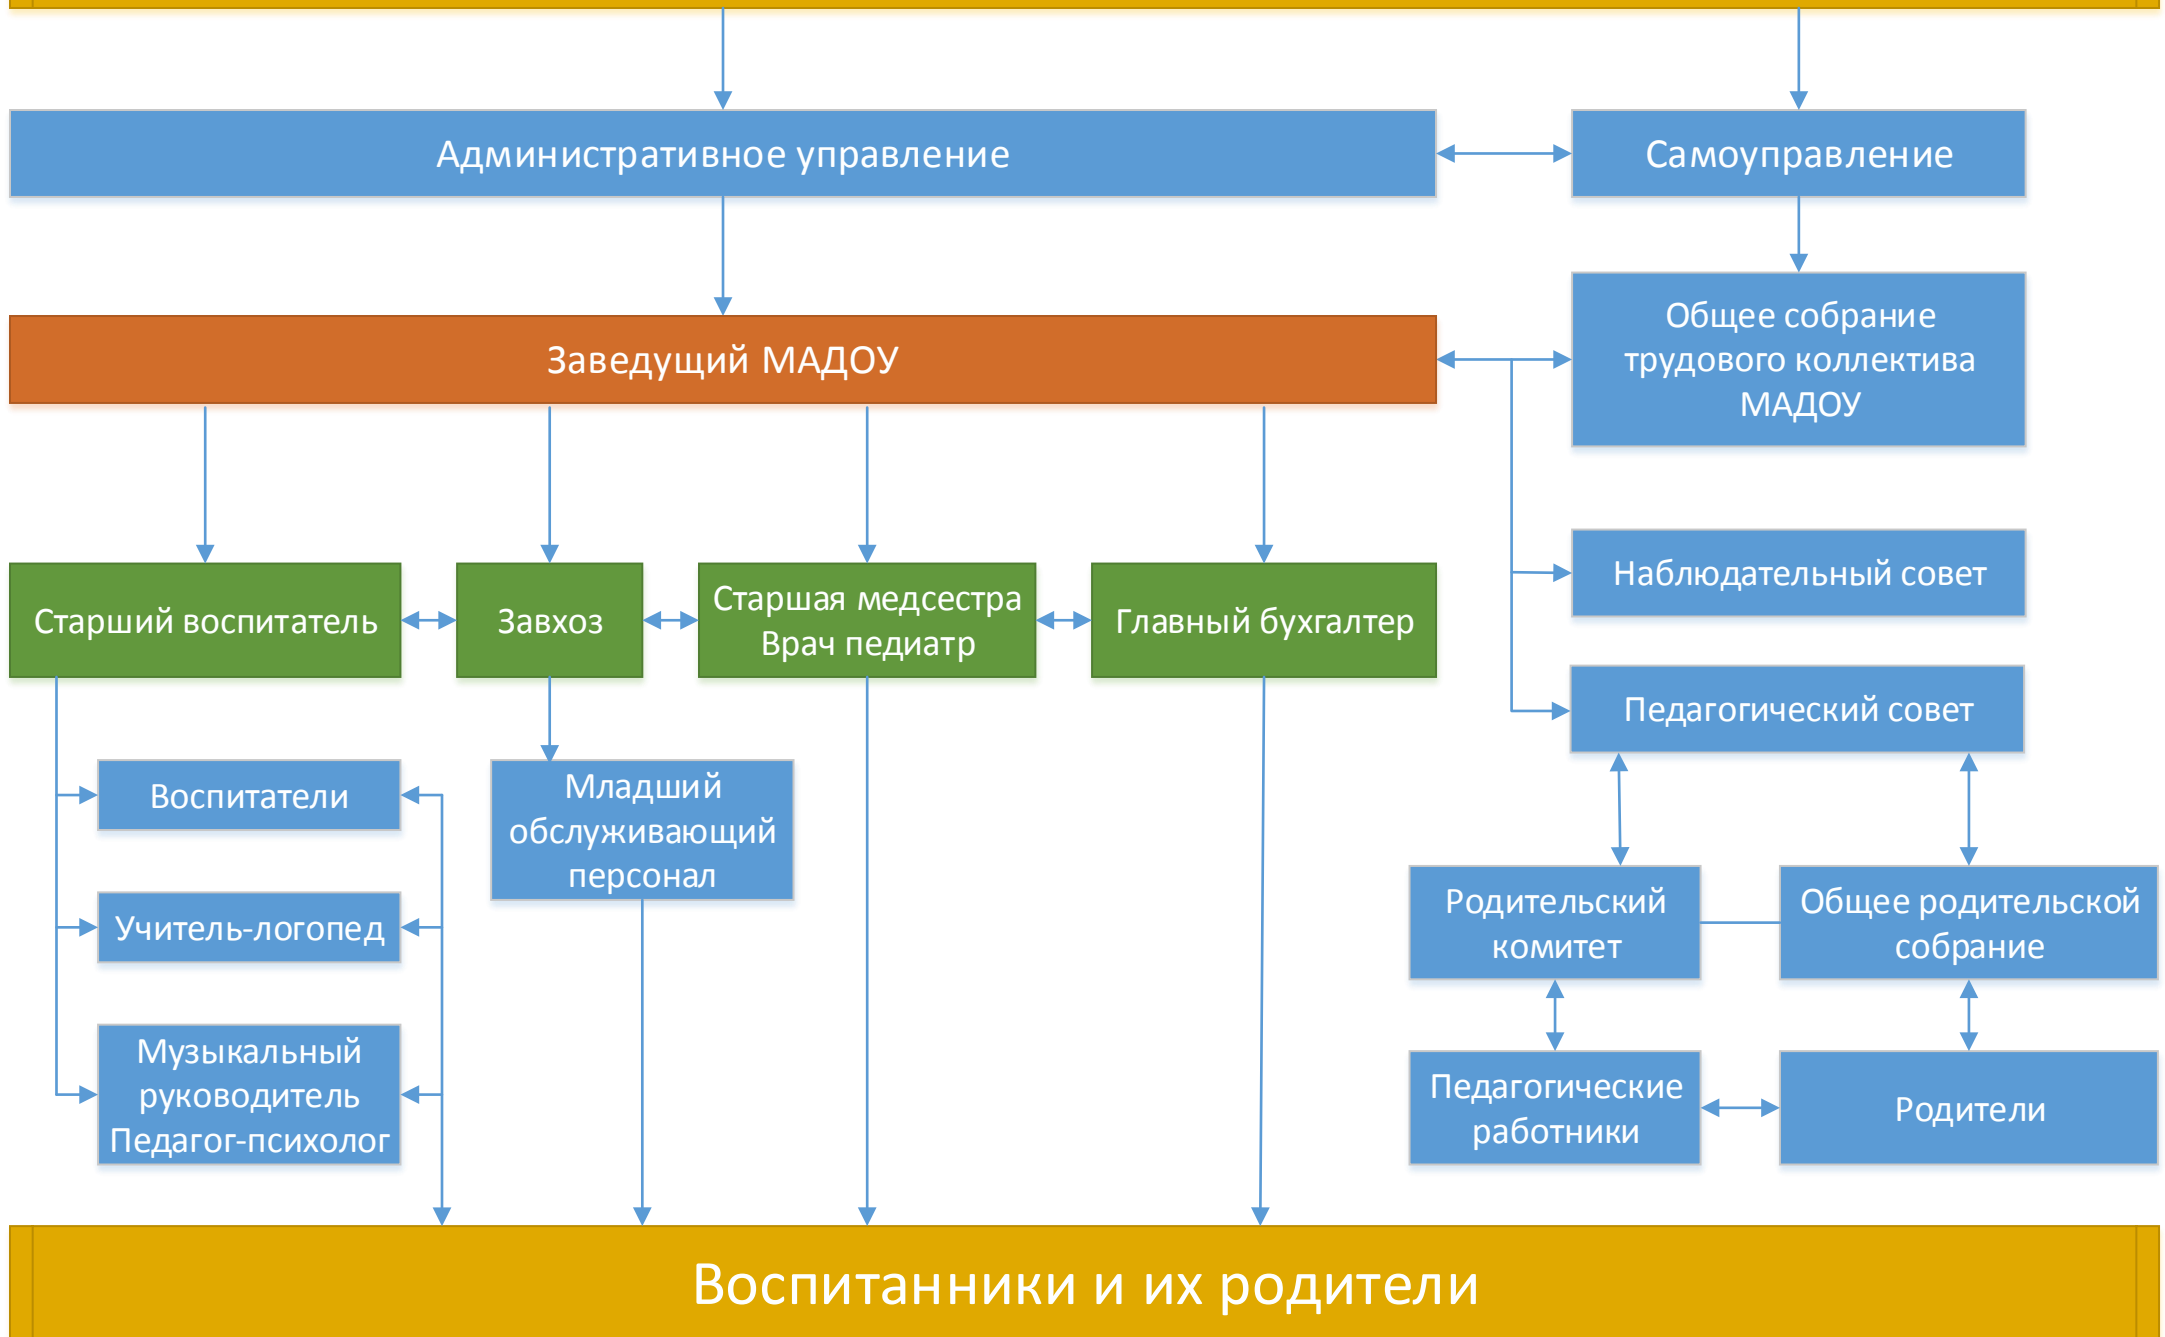 Административное управление
Самоуправление
Заведущий МАДОУ
Общее собрание
трудового коллектива
МАДОУ
Старший воспитатель
Завхоз
Старшая медсестра
Врач педиатр
Главный бухгалтер
Наблюдательный совет
Педагогический совет
Воспитатели
Младший
обслуживающий
персонал
Учитель-логопед
Родительский
комитет
Общее родительской
собрание
Музыкальный
руководитель
Педагог-психолог
Педагогические
работники
Родители
Воспитанники и их родители